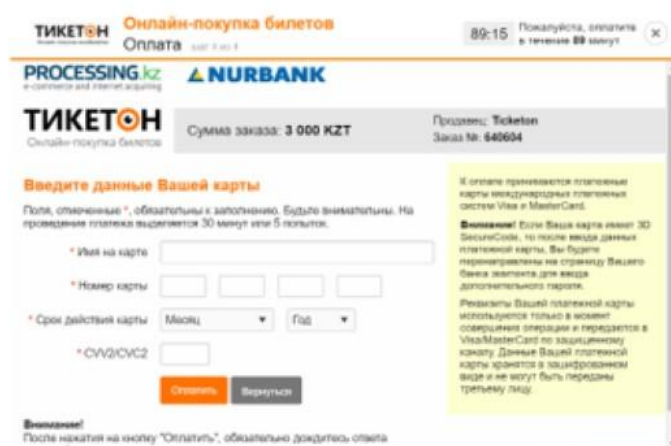 ТИКЕТОН
Онлайн-покупка билетов
Оплата шаг 4 из 4
89:15
Пожалуйста, оплатите
в течение 89 минут
PROCESSING.kz
e-commerce and internet acquiring
NURBANK
ТИКЕТОН
Онлайн-покупка билетов
Сумма заказа: 3 000 KZT
Продавец: Ticketon
Заказ №: 640604
Введите данные Вашей карты
Поля, отмеченные *, обязательны к заполнению. Будьте внимательны. На
проведение платежа выделяется 30 минут или 5 попыток.
* Имя на карте
* Номер карты
* Срок действия карты Месяц Год
* CVV2/CVC2
Оплатить Вернуться
Внимание!
После нажатия на кнопку "Оплатить", обязательно дождитесь ответа
К оплате принимаются платежные
карты международных платежных
систем Visa и MasterCard.
Внимание! Если Ваша карта имеет 3D
SecureCode, то после ввода данных
платежной карты, Вы будете
перенаправлены на страницу Вашего
банка эмитента для ввода
дополнительного пароля.
Реквизиты Вашей платежной карты
используются только в момент
совершения операции и передаются в
Visa/MasterCard по защищенному
каналу. Данные Вашей платежной
карты хранятся в зашифрованном
виде и не могут быть переданы
третьему лицу.